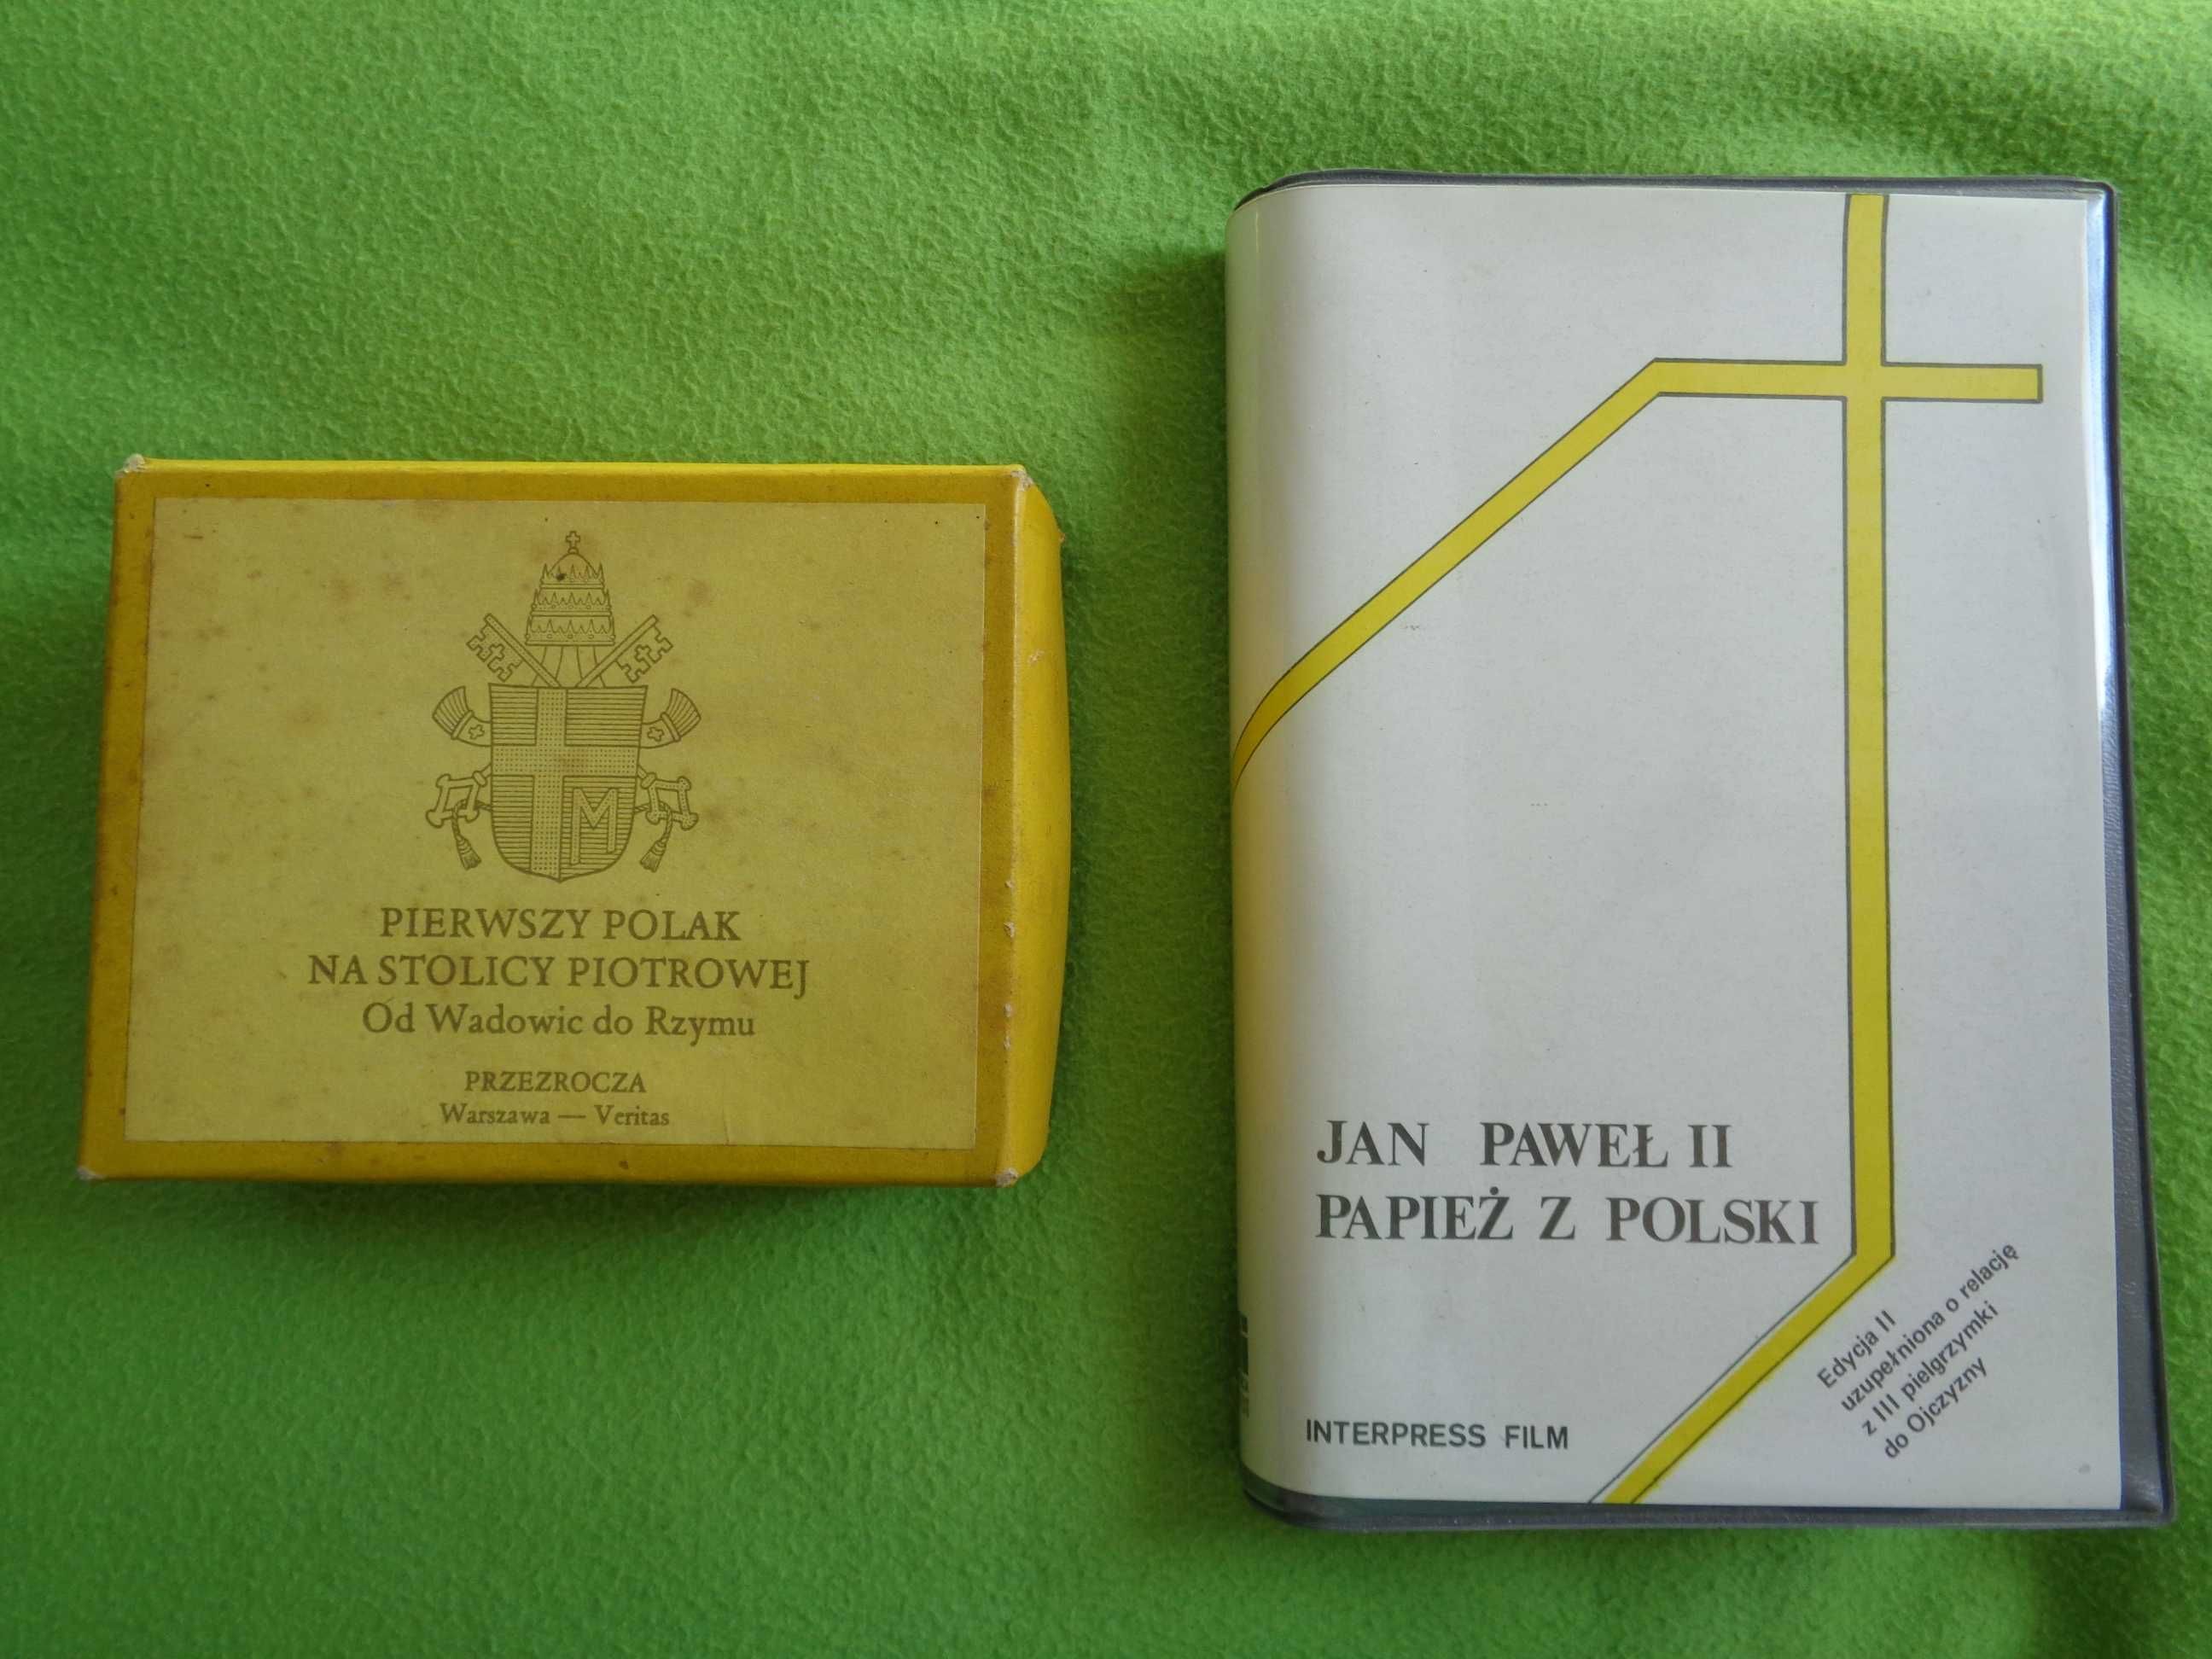 PIERWSZY POLAK
NA STOLICY PIOTROWEJ
Od Wadowic do Rzymu
PRZEZROCZA
Warszawa — Veritas
JAN PAWEŁ II
PAPIEŻ Z POLSKI
INTERPRESS FILM
Edycja II
uzupełniona o relację
z III pielgrzymki
do Ojczyzny